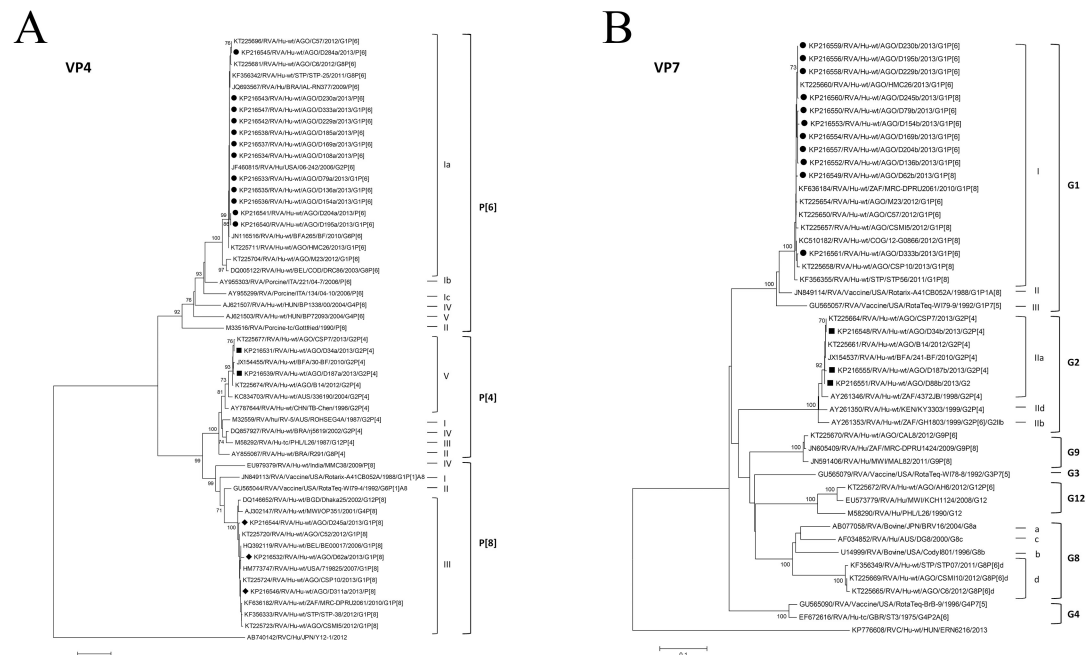 A
VP4
KT225696/RVA/Hu-wt/AGO/C57/2012/G1P[6]
KP216545/RVA/Hu-wt/AGO/D284a/2013/P[6]
KT225681/RVA/Hu-wt/AGO/C6/2012/G8P[6]
KF356342/RVA/Hu-wt/STP/STP-25/2011/G8P[6]
JQ693567/RVA/Hu/BRA/IAL-RN377/2009/P[6]
KP216543/RVA/Hu-wt/AGO/D230a/2013/G1P[6]
KP216547/RVA/Hu-wt/AGO/D333a/2013/G1P[6]
KP216542/RVA/Hu-wt/AGO/D229a/2013/G1P[6]
KP216538/RVA/Hu-wt/AGO/D185a/2013/P[6]
KP216537/RVA/Hu-wt/AGO/D169a/2013/G1P[6]
KP216534/RVA/Hu-wt/AGO/D108a/2013/P[6]
JF460815/RVA/Hu/USA/06-242/2006/G2P[6]
KP216533/RVA/Hu-wt/AGO/D79a/2013/G1P[6]
KP216535/RVA/Hu-wt/AGO/D136a/2013/G1P[6]
KP216536/RVA/Hu-wt/AGO/D154a/2013/G1P[6]
KP216541/RVA/Hu-wt/AGO/D204a/2013/P[6]
KP216540/RVA/Hu-wt/AGO/D195a/2013/G1P[6]
JN116516/RVA/Hu-wt/BFA265/BF/2010/G6P[6]
KT225711/RVA/Hu-wt/AGO/HMC26/2013/G1P[6]
KT225704/RVA/Hu-wt/AGO/M23/2012/G1P[6]
DQ005122/RVA/Hu-wt/BEL/COD/DRC86/2003/G8P[6]
AY955303/RVA/Porcine/ITA/221/04-7/2006/P[6]
AY955299/RVA/Porcine/ITA/134/04-10/2006/P[6]
AJ621507/RVA/Hu-wt/HUN/BP1338/00/2004/G4P[6]
AJ621503/RVA/Hu-wt/HUN/BP72093/2004/G4P[6]
M33516/RVA/Porcine-tc/Gottfried/1990/P[6]
KT225677/RVA/Hu-wt/AGO/CSP7/2013/G2P[4]
KP216531/RVA/Hu-wt/AGO/D34a/2013/G2P[4]
JX154455/RVA/Hu-wt/BFA/30-BF/2010/G2P[4]
KP216539/RVA/Hu-wt/AGO/D187a/2013/G2P[4]
KT225674/RVA/Hu-wt/AGO/B14/2012/G2P[4]
KC834703/RVA/Hu-wt/AUS/336190/2004/G2P[4]
AY787644/RVA/Hu-wt/CHN/TB-Chen/1996/G2P[4]
M32559/RVA/hu/RV-5/AUS/ROHSEG4A/1987/G2P[4]
DQ857927/RVA/Hu-wt/BRA/rj5619/2002/G2P[4]
M58292/RVA/Hu-tc/PHL/L26/1987/G12P[4]
AY855067/RVA/Hu-wt/BRA/R291/G8P[4]
EU979379/RVA/Hu-wt/India/MMC38/2009/P[8]
JN849113/RVA/Vaccine/USA/Rotarix-A41CB052A/1988/G1P[1]A8
GU565044/RVA/Vaccine/USA/RotaTeq-WI79-4/1992/G6P[1]A8
DQ146652/RVA/Hu-wt/BGD/Dhaka25/2002/G12P[8]
AJ302147/RVA/Hu-wt/MWI/OP351/2001/G4P[8]
KP216544/RVA/Hu-wt/AGO/D245a/2013/G1P[8]
KT225720/RVA/Hu-wt/AGO/C52/2012/G1P[8]
HQ392119/RVA/Hu-wt/BEL/BE00017/2006/G1P[8]
KP216532/RVA/Hu-wt/AGO/D62a/2013/G1P[8]
HM773747/RVA/Hu-wt/USA/719825/2007/G1P[8]
KT225724/RVA/Hu-wt/AGO/CSP10/2013/G1P[8]
KP216546/RVA/Hu-wt/AGO/D311a/2013/P[8]
KF636182/RVA/Hu-wt/ZAF/MRC-DPRU2061/2010/G1P[8]
KF356333/RVA/Hu-wt/STP/STP-38/2012/G1P[8]
KT225723/RVA/Hu-wt/AGO/CSMI5/2012/G1P[8]
AB740142/RVC/Hu/JPN/Y12-1/2012
76
99
86
100
97
93
76
92
76
93
73
81
74
100
99
99
71
100
Ia
Ib
Ic
IV
V
II
P[6]
V
I
IV
III
II
P[4]
IV
I
II
III
P[8]
B
VP7
KP216559/RVA/Hu-wt/AGO/D230b/2013/G1P[6]
KP216556/RVA/Hu-wt/AGO/D195b/2013/G1P[6]
KP216558/RVA/Hu-wt/AGO/D229b/2013/G1P[6]
KT225660/RVA/Hu-wt/AGO/HMC26/2013/G1P[6]
KP216560/RVA/Hu-wt/AGO/D245b/2013/G1P[8]
KP216550/RVA/Hu-wt/AGO/D79b/2013/G1P[6]
KP216553/RVA/Hu-wt/AGO/D154b/2013/G1P[6]
KP216554/RVA/Hu-wt/AGO/D169b/2013/G1P[6]
KP216557/RVA/Hu-wt/AGO/D204b/2013/G1P[6]
KP216552/RVA/Hu-wt/AGO/D136b/2013/G1P[6]
KP216549/RVA/Hu-wt/AGO/D62b/2013/G1P[8]
KF636184/RVA/Hu-wt/ZAF/MRC-DPRU2061/2010/G1P[8]
KT225654/RVA/Hu-wt/AGO/M23/2012/G1P[6]
KT225650/RVA/Hu-wt/AGO/C57/2012/G1P[6]
KT225657/RVA/Hu-wt/AGO/CSMI5/2012/G1P[8]
KC510182/RVA/Hu-wt/COG/12-G0866/2012/G1P[8]
KP216561/RVA/Hu-wt/AGO/D333b/2013/G1P[6]
KT225658/RVA/Hu-wt/AGO/CSP10/2013/G1P[8]
KF356355/RVA/Hu-wt/STP/STP56/2011/G1P[8]
JN849114/RVA/Vaccine/USA/Rotarix-A41CB052A/1988/G1P1A[8]
GU565057/RVA/Vaccine/USA/RotaTeq-WI79-9/1992/G1P7[5]
KT225664/RVA/Hu-wt/AGO/CSP7/2013/G2P[4]
KP216548/RVA/Hu-wt/AGO/D34b/2013/G2P[4]
KT225661/RVA/Hu-wt/AGO/B14/2012/G2P[4]
JX154537/RVA/Hu-wt/BFA/241-BF/2010/G2P[4]
KP216555/RVA/Hu-wt/AGO/D187b/2013/G2P[4]
KP216551/RVA/Hu-wt/AGO/D88b/2013/G2
AY261346/RVA/Hu-wt/ZAF/4372JB/1998/G2P[4]
AY261350/RVA/Hu-wt/KEN/KY3303/1999/G2P[4]
AY261353/RVA/Hu-wt/ZAF/GH1803/1999/G2P[6]/G2IIb
KT225670/RVA/Hu-wt/AGO/CAL8/2012/G9P[6]
JN605409/RVA/Hu-wt/ZAF/MRC-DPRU1424/2009/G9P[8]
JN591406/RVA/Hu/MWI/MAL82/2011/G9P[8]
GU565079/RVA/Vaccine/USA/RotaTeq-WI78-8/1992/G3P7[5]
KT225672/RVA/Hu-wt/AGO/AH6/2012/G12P[6]
EU573779/RVA/Hu/MWI/KCH1124/2008/G12
M58290/RVA/Hu/PHL/L26/1990/G12
AB077058/RVA/Bovine/JPN/BRV16/2004/G8a
AF034852/RVA/Hu/AUS/DG8/2000/G8c
U14999/RVA/Bovine/USA/Codyl801/1996/G8b
KF356349/RVA/Hu-wt/STP/STP07/2011/G8P[6]d
KT225669/RVA/Hu-wt/AGO/CSMI10/2012/G8P[6]d
KT225665/RVA/Hu-wt/AGO/C6/2012/G8P[6]d
GU565090/RVA/Vaccine/USA/RotaTeq-BrB-9/1996/G4P7[5]
EF672616/RVA/Hu-tc/GBR/ST3/1975/G4P2A[6]
KP776608/RVC/Hu-wt/HUN/ERN6216/2013
73
100
100
70
92
100
100
100
100
100
100
I
II
III
G1
IIa
IId
IIb
G2
G9
G3
G12
a
c
b
d
G8
G4
0.1